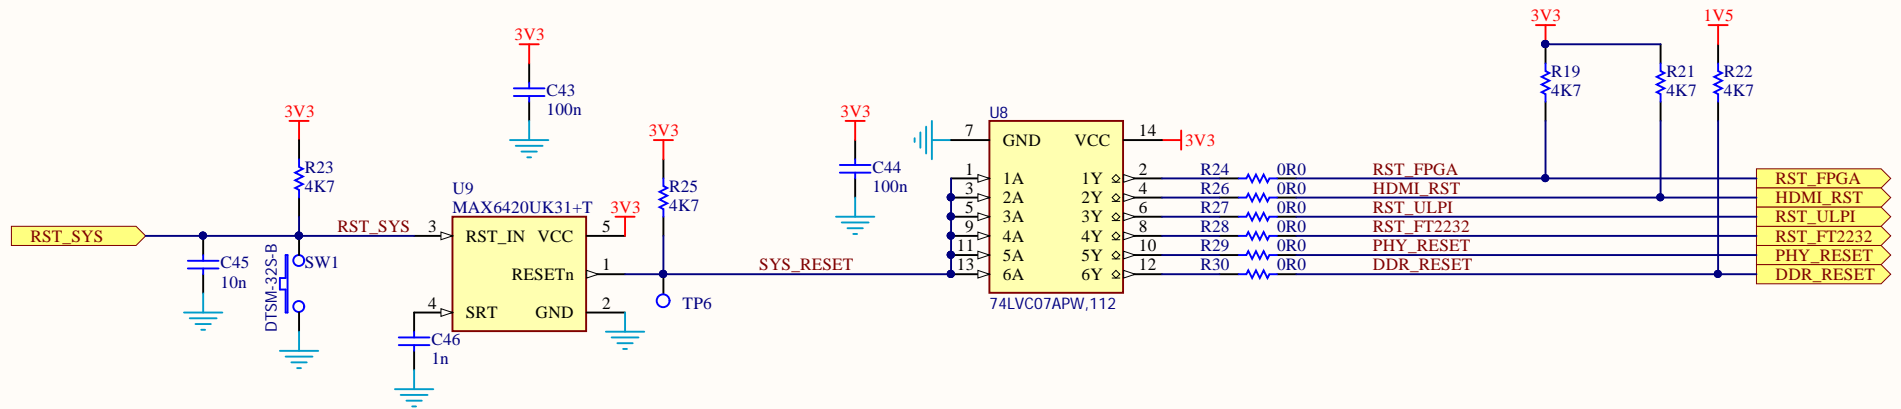 3V3
C43
100n
3V3
R23
4K7
RST_SYS
C45
10n
DTSM-32S-B
SW1
RST_SYS
U9
MAX6420UK31+T
3
RST_IN
VCC
5
3V3
RESETn
1
4
SRT
GND
2
C46
1n
3V3
R25
4K7
TP6
SYS_RESET
3V3
C44
100n
U8
7
GND
VCC
14
3V3
1
1A
1Y
2
3
2A
2Y
4
5
3A
3Y
6
9
4A
4Y
8
11
5A
5Y
10
13
6A
6Y
12
74LVC07APW,112
R24
0R0
RST_FPGA
R26
0R0
HDMI_RST
R27
0R0
RST_ULPI
R28
0R0
RST_FT2232
R29
0R0
PHY_RESET
R30
0R0
DDR_RESET
3V3
R19
4K7
R21
4K7
1V5
R22
4K7
RST_FPGA
HDMI_RST
RST_ULPI
RST_FT2232
PHY_RESET
DDR_RESET